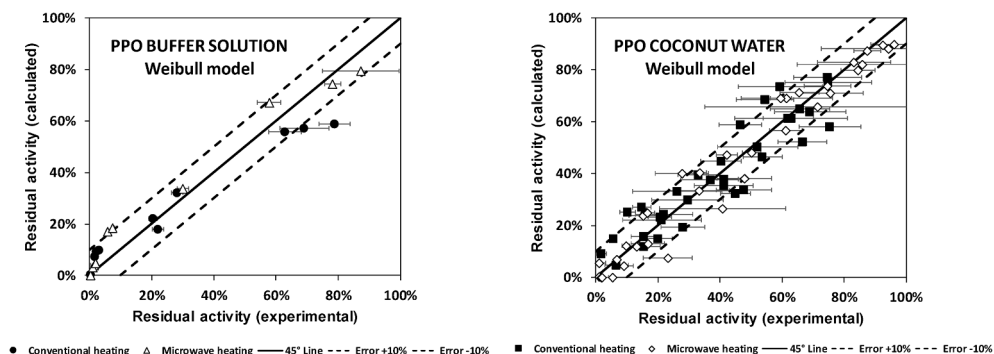 PPO BUFFER SOLUTION
Weibull model
Residual activity (calculated)
100%
80%
60%
40%
20%
0%
0% 20% 40% 60% 80% 100%
Residual activity (experimental)
Conventional heating Microwave heating 45° Line Error +10% Error -10%
PPO COCONUT WATER
Weibull model
Residual activity (calculated)
100%
80%
60%
40%
20%
0%
0% 20% 40% 60% 80% 100%
Residual activity (experimental)
Conventional heating Microwave heating 45° Line Error +10% Error -10%